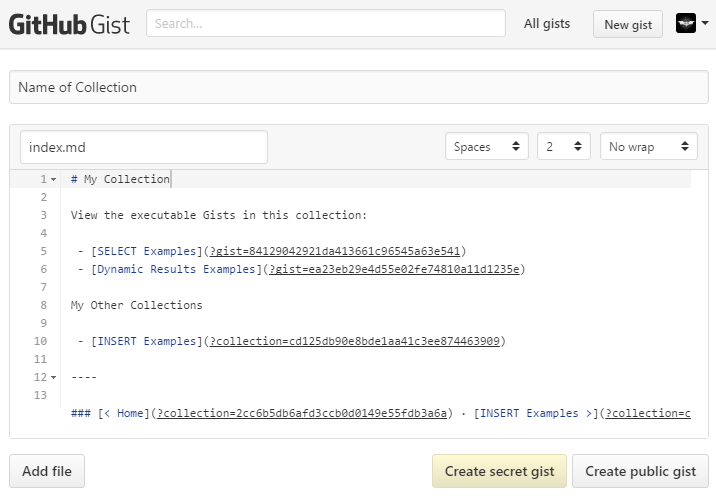 GitHub Gist Search... All gists New gist
Name of Collection
index.md Spaces 2 No wrap
1 # My Collection
2
3 View the executable Gists in this collection:
4
5 - [SELECT Examples](?gist=84129042921da413661c96545a63e541)
6 - [Dynamic Results Examples](?gist=ea23eb29e4d55e02fe74810a11d1235e)
7
8 My Other Collections
9
10 - [INSERT Examples](?collection=cd125db90e8bde1aa41c3ee874463909)
11
12 ----
13
### [< Home](?collection=2cc6b5db6afd3ccb0d0149e55fdb3a6a) · [INSERT Examples >](?collection=c
Add file Create secret gist Create public gist